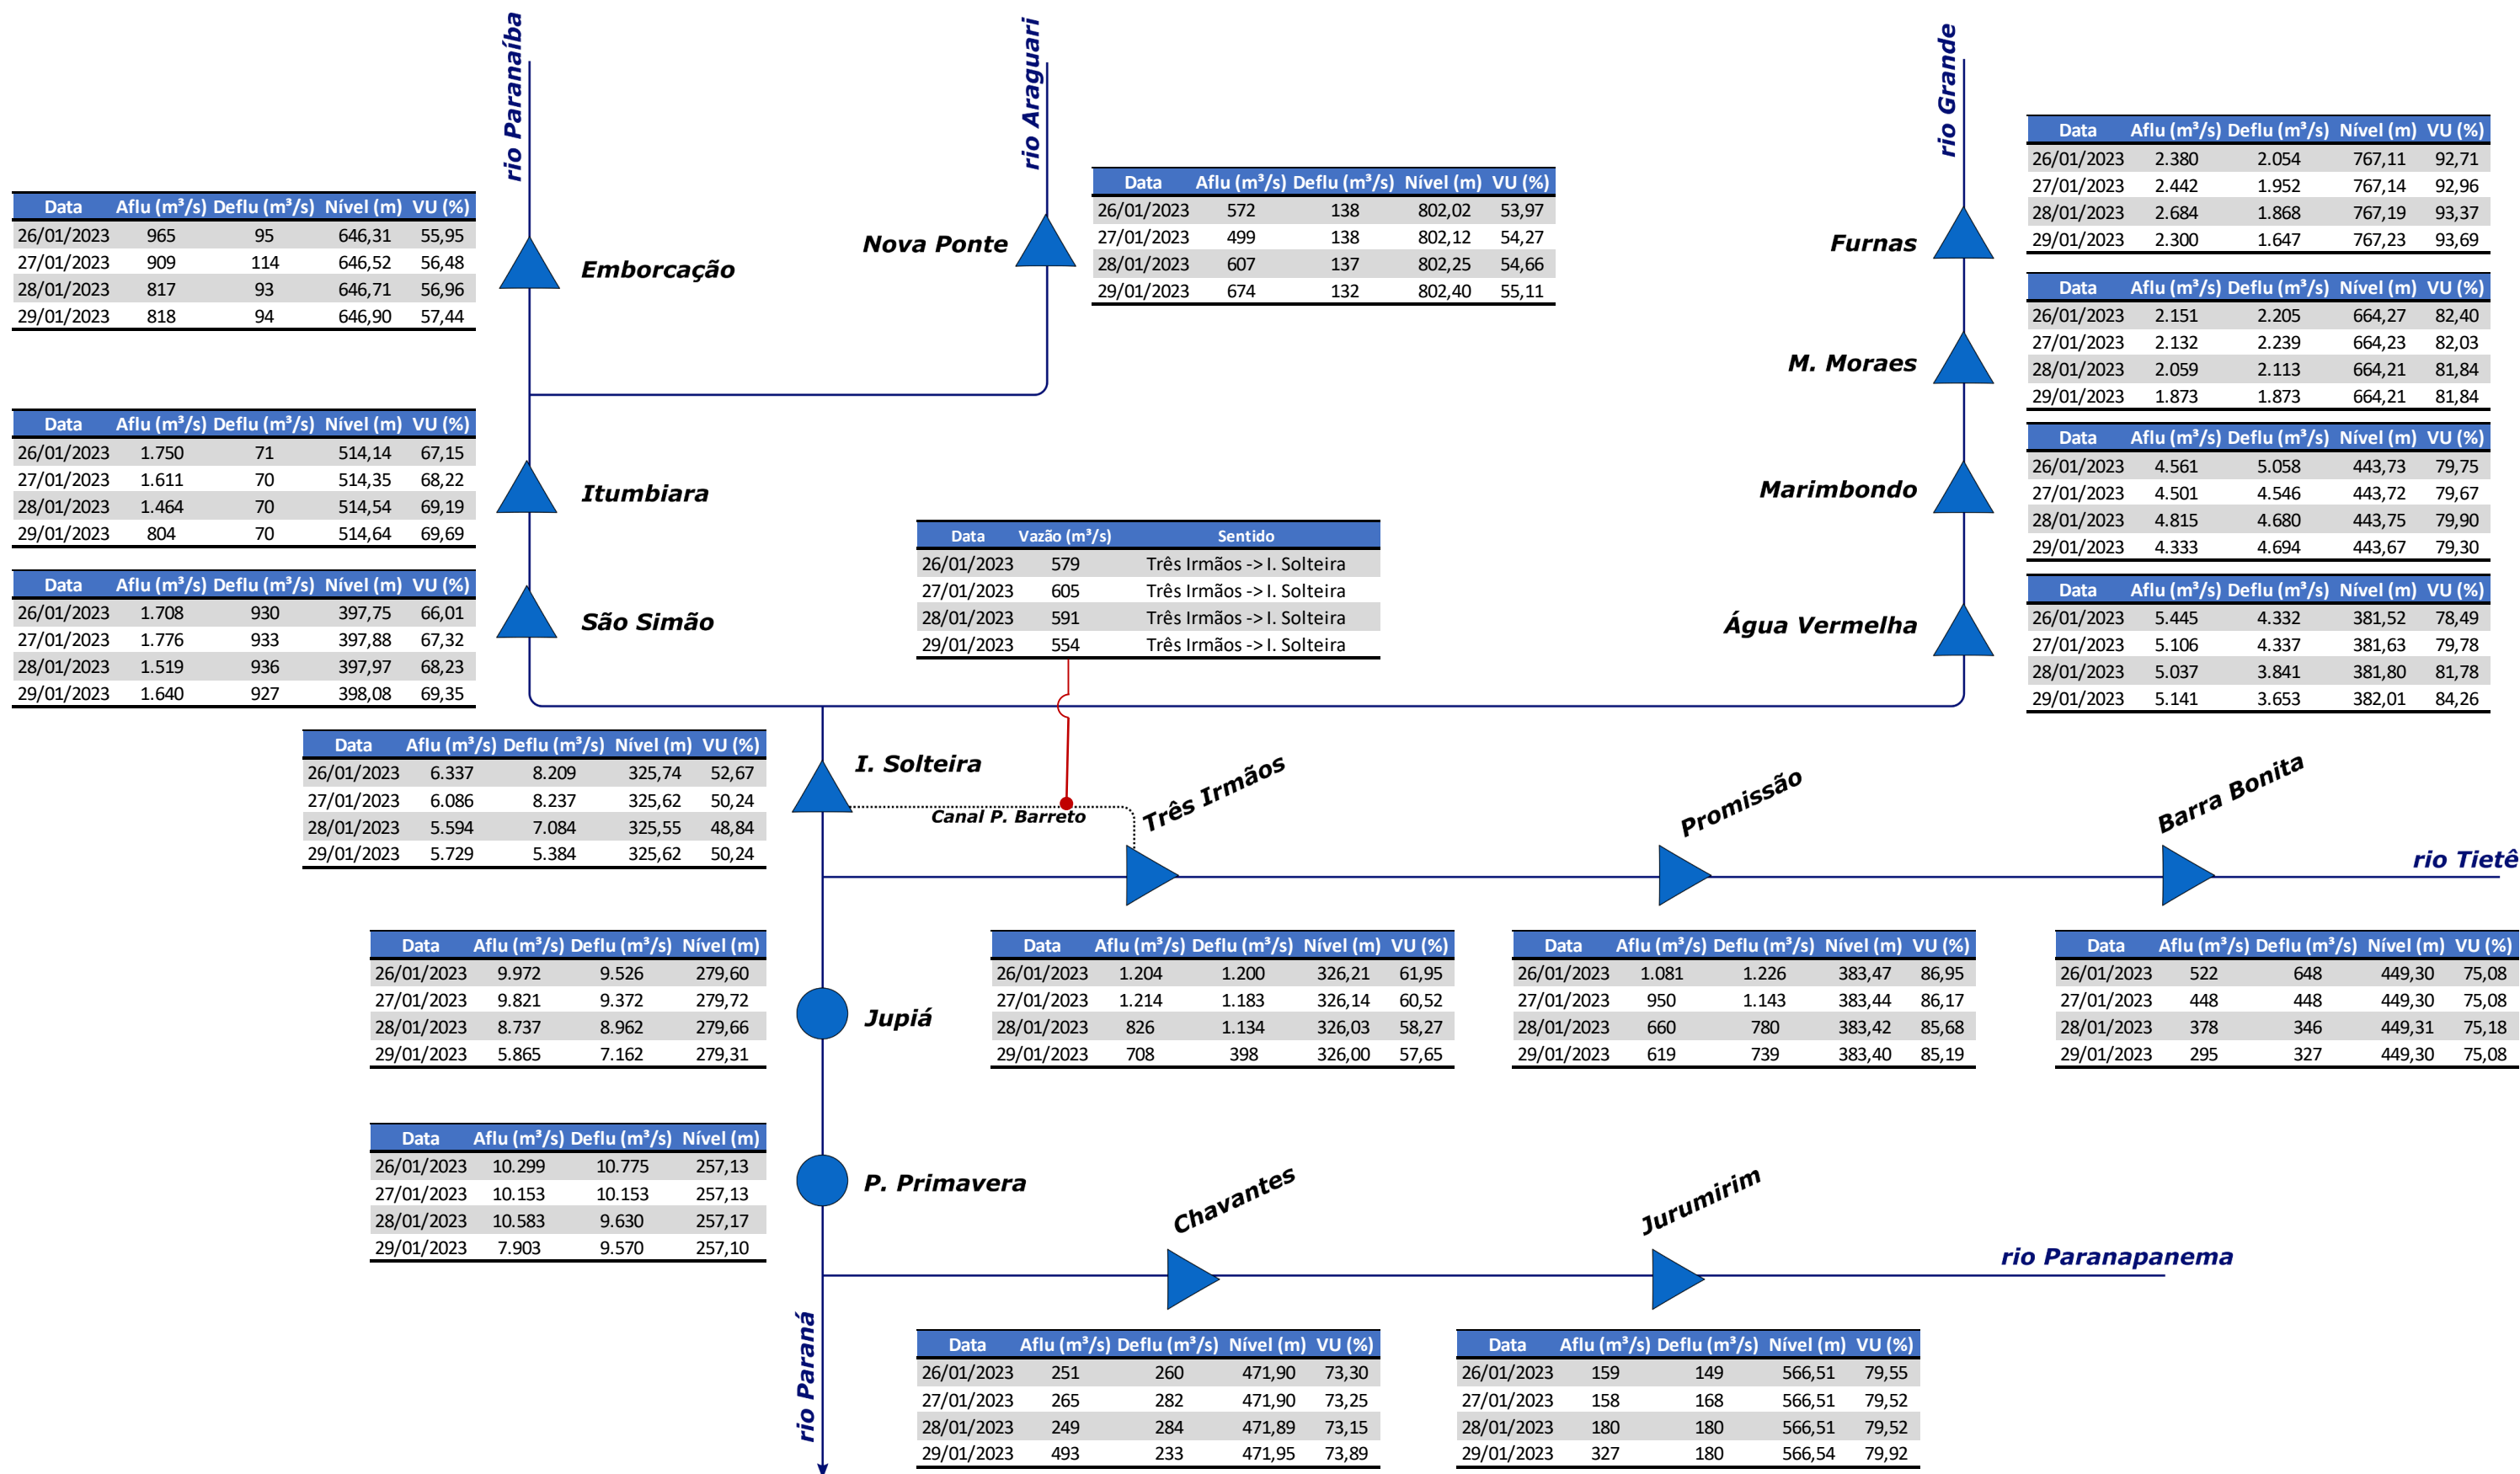 rio Paranaíba
rio Araguari
rio Grande
Data Aflu (m³/s) Deflu (m³/s) Nível (m) VU (%)
26/01/2023 965 95 646,31 55,95
27/01/2023 909 114 646,52 56,48
28/01/2023 817 93 646,71 56,96
29/01/2023 818 94 646,90 57,44
Emborcação
Nova Ponte
Data Aflu (m³/s) Deflu (m³/s) Nível (m) VU (%)
26/01/2023 572 138 802,02 53,97
27/01/2023 499 138 802,12 54,27
28/01/2023 607 137 802,25 54,66
29/01/2023 674 132 802,40 55,11
Furnas
Data Aflu (m³/s) Deflu (m³/s) Nível (m) VU (%)
26/01/2023 2.380 2.054 767,11 92,71
27/01/2023 2.442 1.952 767,14 92,96
28/01/2023 2.684 1.868 767,19 93,37
29/01/2023 2.300 1.647 767,23 93,69
M. Moraes
Data Aflu (m³/s) Deflu (m³/s) Nível (m) VU (%)
26/01/2023 2.151 2.205 664,27 82,40
27/01/2023 2.132 2.239 664,23 82,03
28/01/2023 2.059 2.113 664,21 81,84
29/01/2023 1.873 1.873 664,21 81,84
Data Aflu (m³/s) Deflu (m³/s) Nível (m) VU (%)
26/01/2023 1.750 71 514,14 67,15
27/01/2023 1.611 70 514,35 68,22
28/01/2023 1.464 70 514,54 69,19
29/01/2023 804 70 514,64 69,69
Itumbiara
Marimbondo
Data Aflu (m³/s) Deflu (m³/s) Nível (m) VU (%)
26/01/2023 4.561 5.058 443,73 79,75
27/01/2023 4.501 4.546 443,72 79,67
28/01/2023 4.815 4.680 443,75 79,90
29/01/2023 4.333 4.694 443,67 79,30
Data Aflu (m³/s) Deflu (m³/s) Nível (m) VU (%)
26/01/2023 1.708 930 397,75 66,01
27/01/2023 1.776 933 397,88 67,32
28/01/2023 1.519 936 397,97 68,23
29/01/2023 1.640 927 398,08 69,35
São Simão
Data Vazão (m³/s) Sentido
26/01/2023 579 Três Irmãos -> I. Solteira
27/01/2023 605 Três Irmãos -> I. Solteira
28/01/2023 591 Três Irmãos -> I. Solteira
29/01/2023 554 Três Irmãos -> I. Solteira
Água Vermelha
Data Aflu (m³/s) Deflu (m³/s) Nível (m) VU (%)
26/01/2023 5.445 4.332 381,52 78,49
27/01/2023 5.106 4.337 381,63 79,78
28/01/2023 5.037 3.841 381,80 81,78
29/01/2023 5.141 3.653 382,01 84,26
Data Aflu (m³/s) Deflu (m³/s) Nível (m) VU (%)
26/01/2023 6.337 8.209 325,74 52,67
27/01/2023 6.086 8.237 325,62 50,24
28/01/2023 5.594 7.084 325,55 48,84
29/01/2023 5.729 5.384 325,62 50,24
I. Solteira
Canal P. Barreto
Três Irmãos
Promissão
Barra Bonita
rio Tietê
Data Aflu (m³/s) Deflu (m³/s) Nível (m)
26/01/2023 9.972 9.526 279,60
27/01/2023 9.821 9.372 279,72
28/01/2023 8.737 8.962 279,66
29/01/2023 5.865 7.162 279,31
Jupiá
Data Aflu (m³/s) Deflu (m³/s) Nível (m) VU (%)
26/01/2023 1.204 1.200 326,21 61,95
27/01/2023 1.214 1.183 326,14 60,52
28/01/2023 826 1.134 326,03 58,27
29/01/2023 708 398 326,00 57,65
Data Aflu (m³/s) Deflu (m³/s) Nível (m) VU (%)
26/01/2023 1.081 1.226 383,47 86,95
27/01/2023 950 1.143 383,44 86,17
28/01/2023 660 780 383,42 85,68
29/01/2023 619 739 383,40 85,19
Data Aflu (m³/s) Deflu (m³/s) Nível (m) VU (%)
26/01/2023 522 648 449,30 75,08
27/01/2023 448 448 449,30 75,08
28/01/2023 378 346 449,31 75,18
29/01/2023 295 327 449,30 75,08
Data Aflu (m³/s) Deflu (m³/s) Nível (m)
26/01/2023 10.299 10.775 257,13
27/01/2023 10.153 10.153 257,13
28/01/2023 10.583 9.630 257,17
29/01/2023 7.903 9.570 257,10
P. Primavera
Chavantes
Jurumirim
rio Paranapanema
rio Paraná
Data Aflu (m³/s) Deflu (m³/s) Nível (m) VU (%)
26/01/2023 251 260 471,90 73,30
27/01/2023 265 282 471,90 73,25
28/01/2023 249 284 471,89 73,15
29/01/2023 493 233 471,95 73,89
Data Aflu (m³/s) Deflu (m³/s) Nível (m) VU (%)
26/01/2023 159 149 566,51 79,55
27/01/2023 158 168 566,51 79,52
28/01/2023 180 180 566,51 79,52
29/01/2023 327 180 566,54 79,92